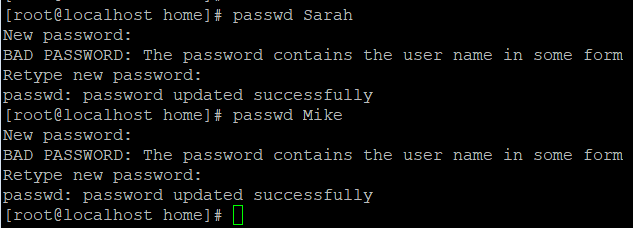 [root@localhost home]# passwd Sarah
New password:
BAD PASSWORD: The password contains the user name in some form
Retype new password:
passwd: password updated successfully
[root@localhost home]# passwd Mike
New password:
BAD PASSWORD: The password contains the user name in some form
Retype new password:
passwd: password updated successfully
[root@localhost home]#